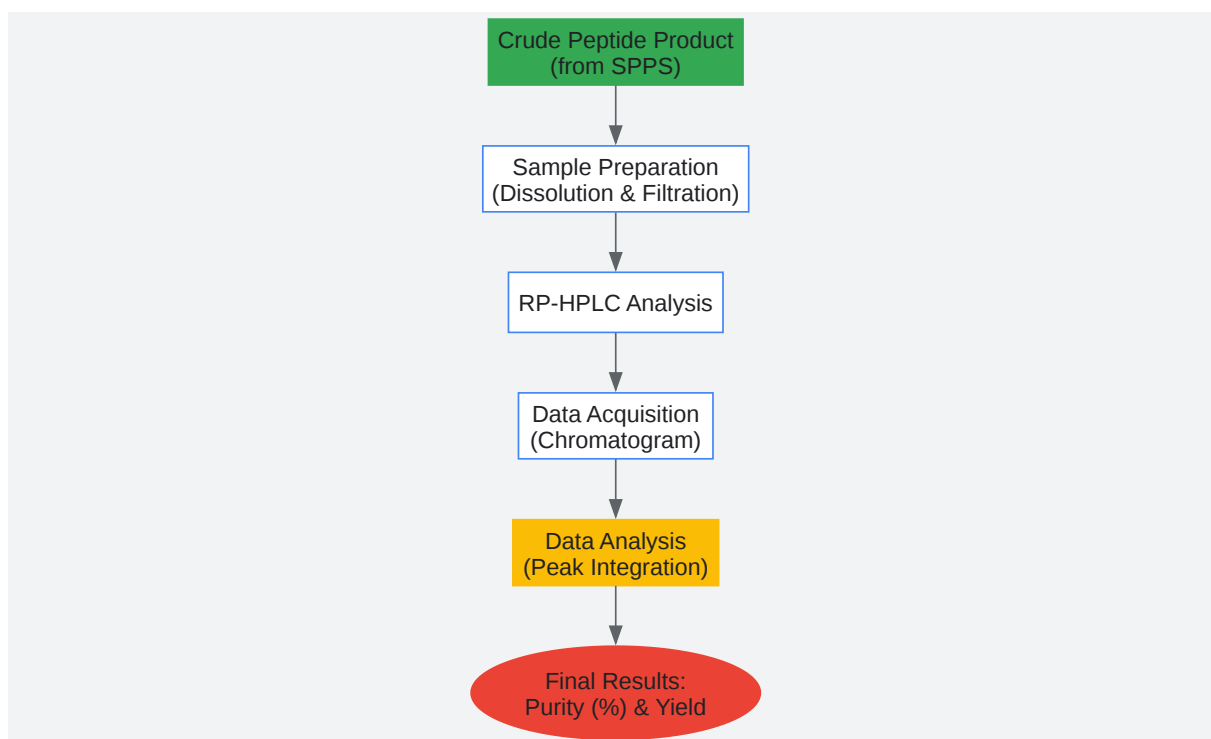 Crude Peptide Product
(from SPPS)
Sample Preparation
(Dissolution & Filtration)
RP-HPLC Analysis
Data Acquisition
(Chromatogram)
Data Analysis
(Peak Integration)
Final Results:
Purity (%) & Yield